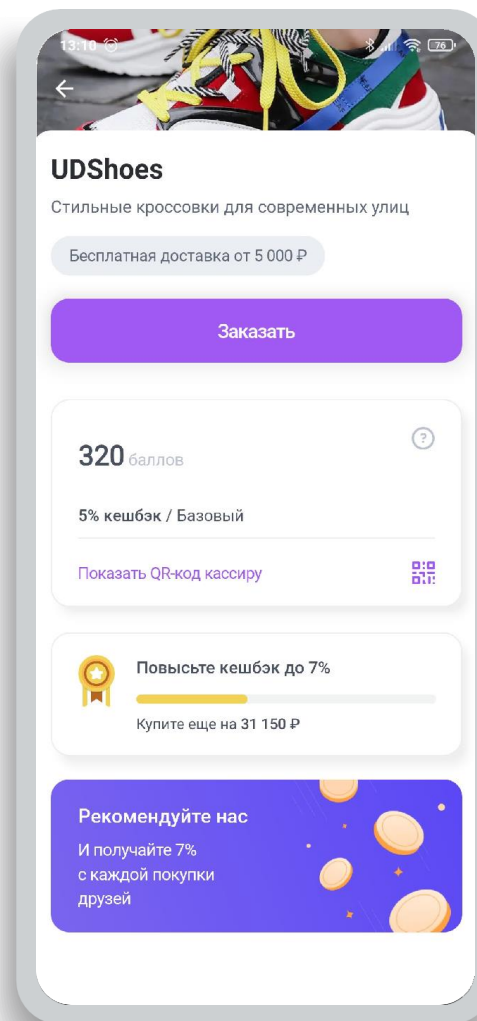 13:10
76
UDShoes
Стильные кроссовки для современных улиц
Бесплатная доставка от 5 000 ₽
Заказать
320 баллов
?
5% кешбэк / Базовый
Показать QR-код кассиру
Повысьте кешбэк до 7%
Купите еще на 31 150 ₽
Рекомендуйте нас
И получайте 7%
с каждой покупки
друзей